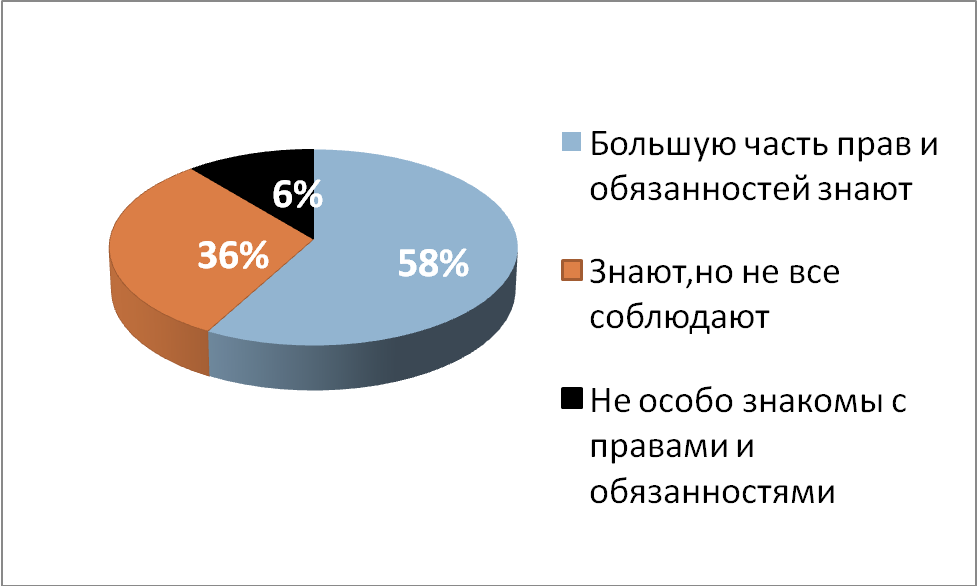 6%
36%
58%
Большую часть прав и
обязанностей знают
Знают,но не все
соблюдают
Не особо знакомы с
правами и
обязанностями